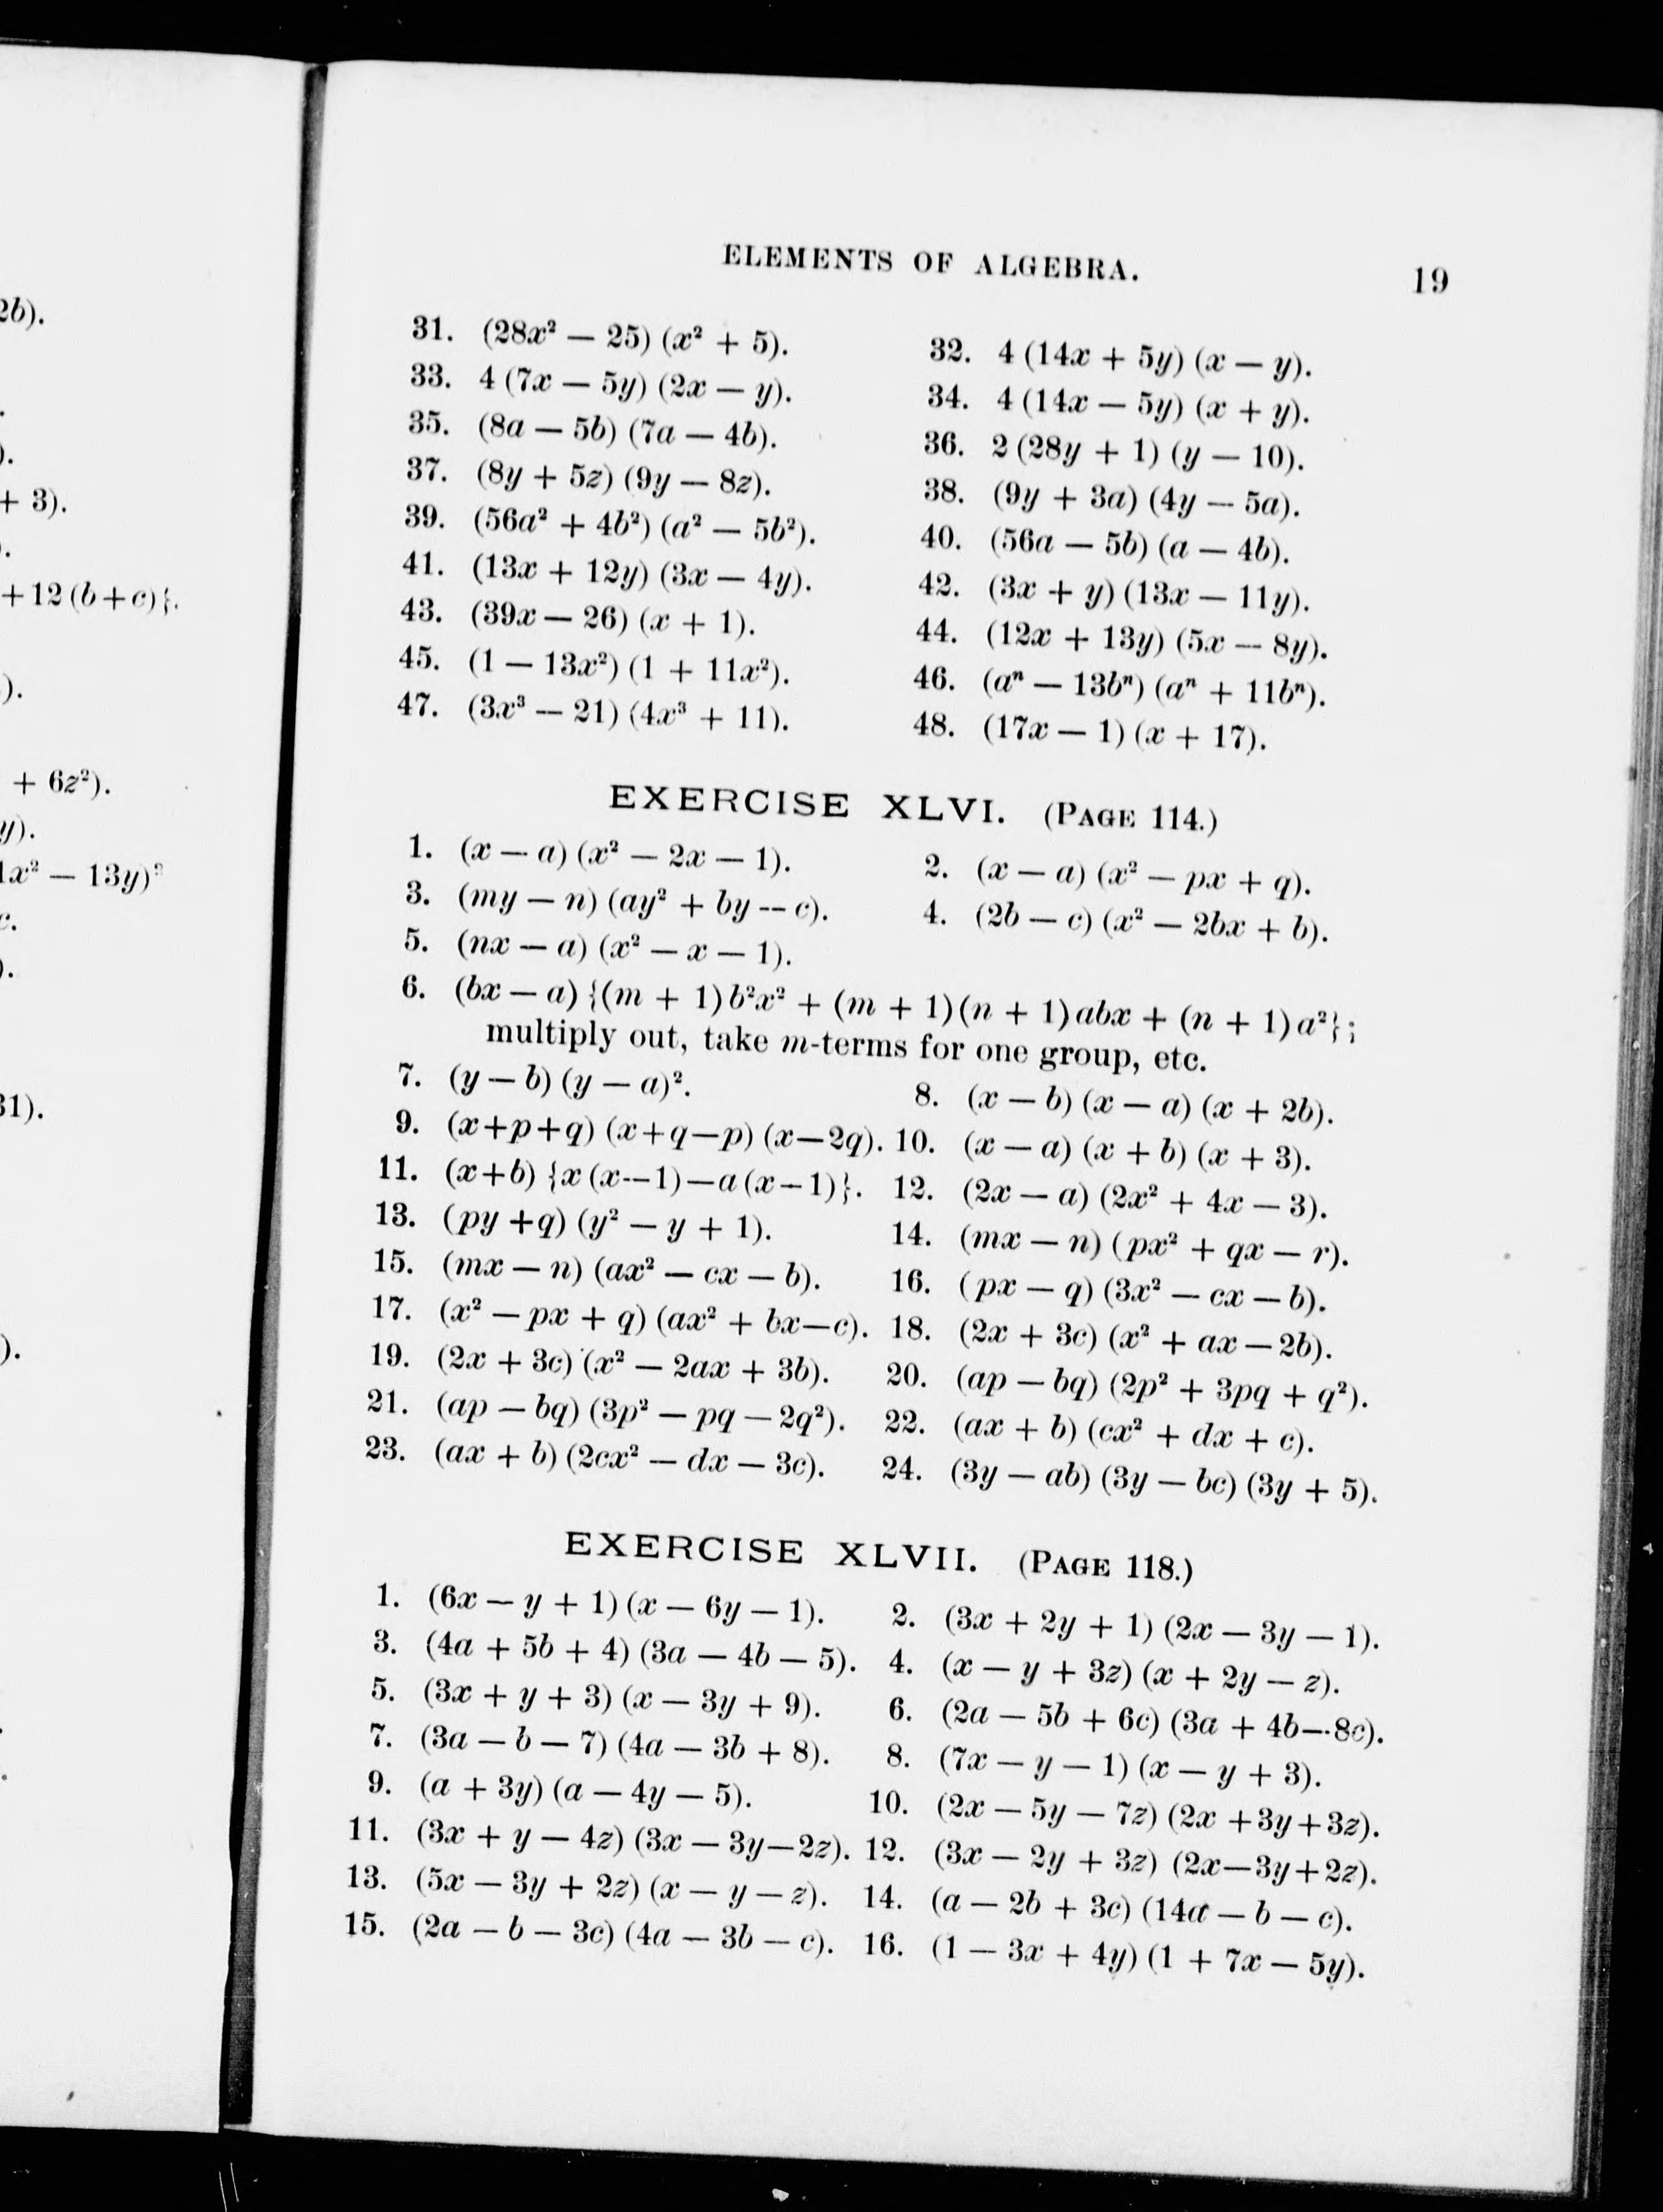 2b).
.
).
+ 3).
).
+12 (b+c)}.
).
+ 6z²).
y).
1x² — 13y)²
c.
).
31).
).
ELEMENTS OF ALGEBRA. 19
31. (28x² — 25) (x² + 5). 32. 4 (14x + 5y) (x — y).
33. 4 (7x — 5y) (2x — y). 34. 4 (14x — 5y) (x + y).
35. (8a — 5b) (7a — 4b). 36. 2 (28y + 1) (y — 10).
37. (8y + 5z) (9y — 8z). 38. (9y + 3a) (4y — 5a).
39. (56a² + 4b²) (a² — 5b²). 40. (56a — 5b) (a — 4b).
41. (13x + 12y) (3x — 4y). 42. (3x + y) (13x — 11y).
43. (39x — 26) (x + 1). 44. (12x + 13y) (5x — 8y).
45. (1 — 13x²) (1 + 11x²). 46. (aⁿ — 13bⁿ) (aⁿ + 11bⁿ).
47. (3x³ — 21) (4x³ + 11). 48. (17x — 1) (x + 17).
EXERCISE XLVI. (PAGE 114.)
1. (x — a) (x² — 2x — 1). 2. (x — a) (x² — px + q).
3. (my — n) (ay² + by — c). 4. (2b — c) (x² — 2bx + b).
5. (nx — a) (x² — x — 1).
6. (bx — a) {(m + 1) b²x² + (m + 1) (n + 1) abx + (n + 1) a²};
multiply out, take m-terms for one group, etc.
7. (y — b) (y — a)². 8. (x — b) (x — a) (x + 2b).
9. (x+p+q) (x+q—p) (x—2q). 10. (x — a) (x + b) (x + 3).
11. (x+b) {x (x—1)—a (x—1)}. 12. (2x — a) (2x² + 4x — 3).
13. (py +q) (y² — y + 1). 14. (mx — n) (px² + qx — r).
15. (mx — n) (ax² — cx — b). 16. (px — q) (3x² — cx — b).
17. (x² — px + q) (ax² + bx—c). 18. (2x + 3c) (x² + ax — 2b).
19. (2x + 3c) (x² — 2ax + 3b). 20. (ap — bq) (2p² + 3pq + q²).
21. (ap — bq) (3p² — pq — 2q²). 22. (ax + b) (cx² + dx + c).
23. (ax + b) (2cx² — dx — 3c). 24. (3y — ab) (3y — bc) (3y + 5).
EXERCISE XLVII. (PAGE 118.)
1. (6x — y + 1) (x — 6y — 1). 2. (3x + 2y + 1) (2x — 3y — 1).
3. (4a + 5b + 4) (3a — 4b — 5). 4. (x — y + 3z) (x + 2y — z).
5. (3x + y + 3) (x — 3y + 9). 6. (2a — 5b + 6c) (3a + 4b—8c).
7. (3a — b — 7) (4a — 3b + 8). 8. (7x — y — 1) (x — y + 3).
9. (a + 3y) (a — 4y — 5). 10. (2x — 5y — 7z) (2x +3y+3z).
11. (3x + y — 4z) (3x — 3y—2z). 12. (3x — 2y + 3z) (2x—3y+2z).
13. (5x — 3y + 2z) (x — y — z). 14. (a — 2b + 3c) (14a — b — c).
15. (2a — b — 3c) (4a — 3b — c). 16. (1 — 3x + 4y) (1 + 7x — 5y).